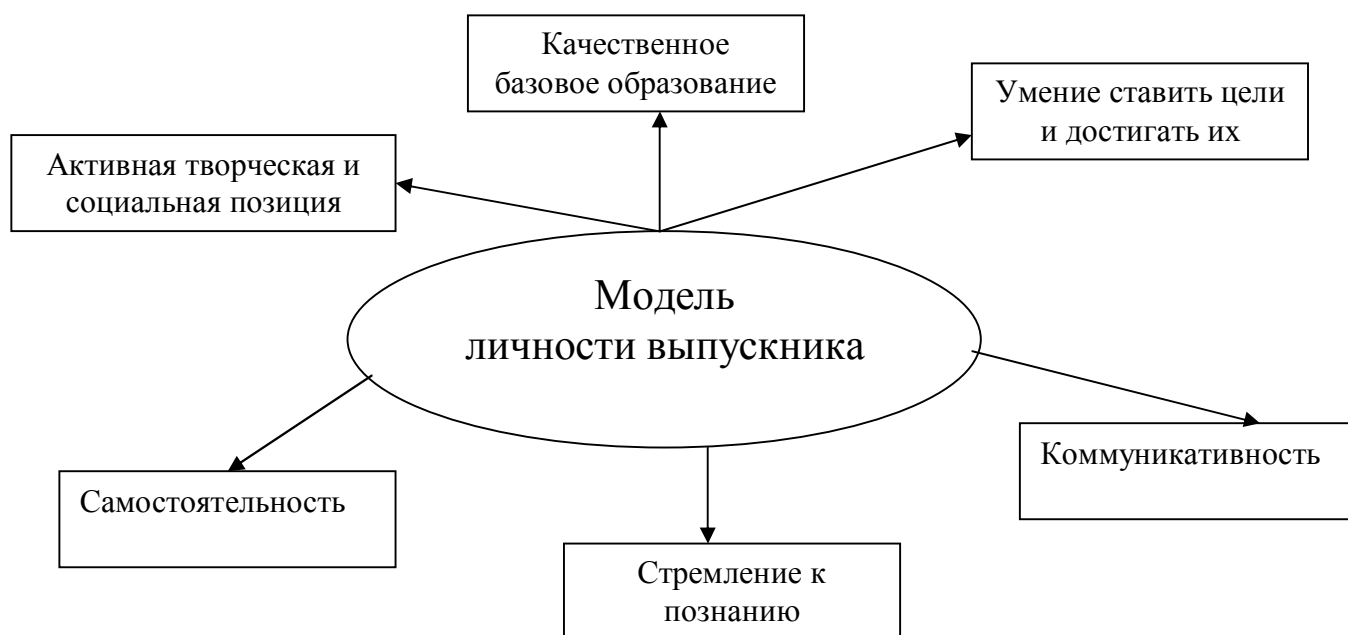 Качественное
базовое образование
Умение ставить цели
и достигать их
Активная творческая и
социальная позиция
Модель
личности выпускника
Коммуникативность
Самостоятельность
Стремление к
познанию